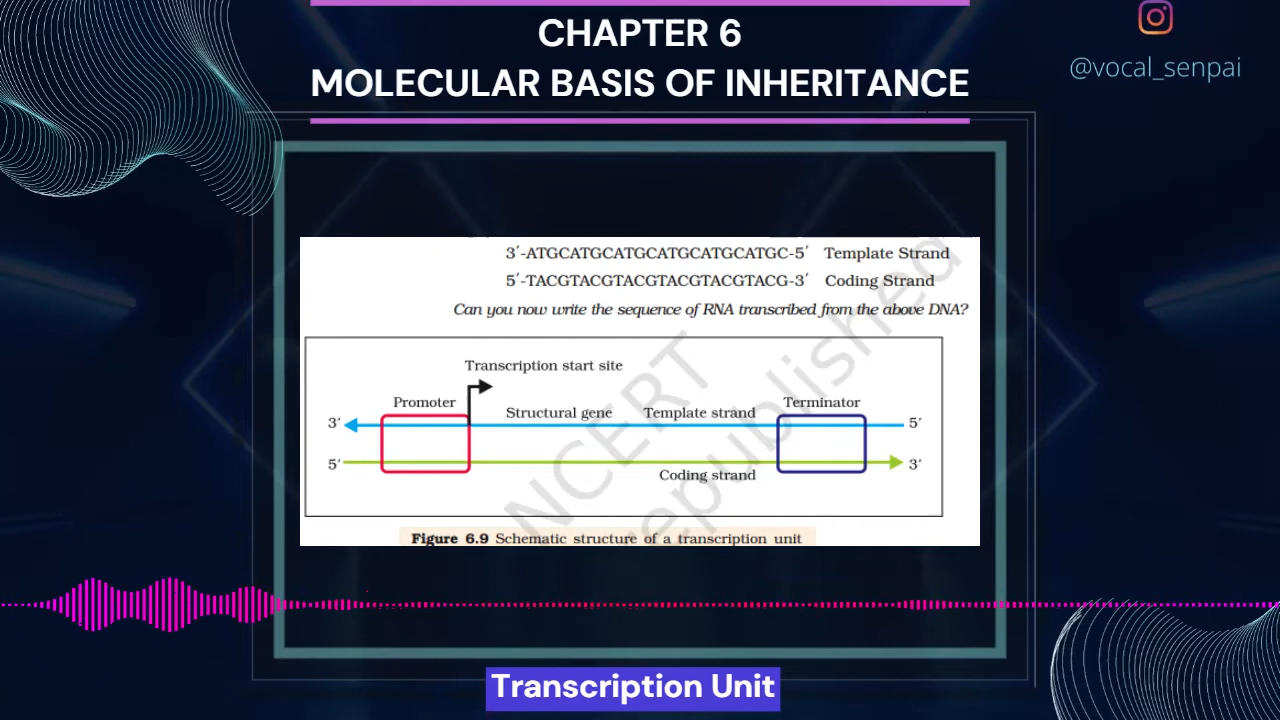 CHAPTER 6
MOLECULAR BASIS OF INHERITANCE
@vocal_senpai
3′-ATGCATGCATGCATGCATGCATGC-5′ Template Strand
5′-TACGTACGTACGTACGTACGTACG-3′ Coding Strand
Can you now write the sequence of RNA transcribed from the above DNA?
Transcription start site
Promoter
Terminator
Structural gene
Template strand
3′
5′
5′
3′
Coding strand
NCERT
republished
Figure 6.9 Schematic structure of a transcription unit
Transcription Unit